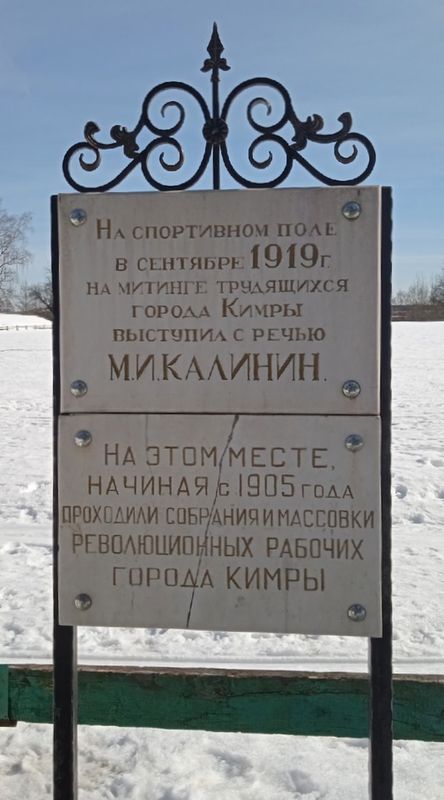 На спортивном поле
в сентябре 1919 г.
на митинге трудящихся
города Кимры
выступил с речью
М.И.КАЛИНИН.
На этом месте,
начиная с 1905 года
проходили собрания и массовки
революционных рабочих
города Кимры